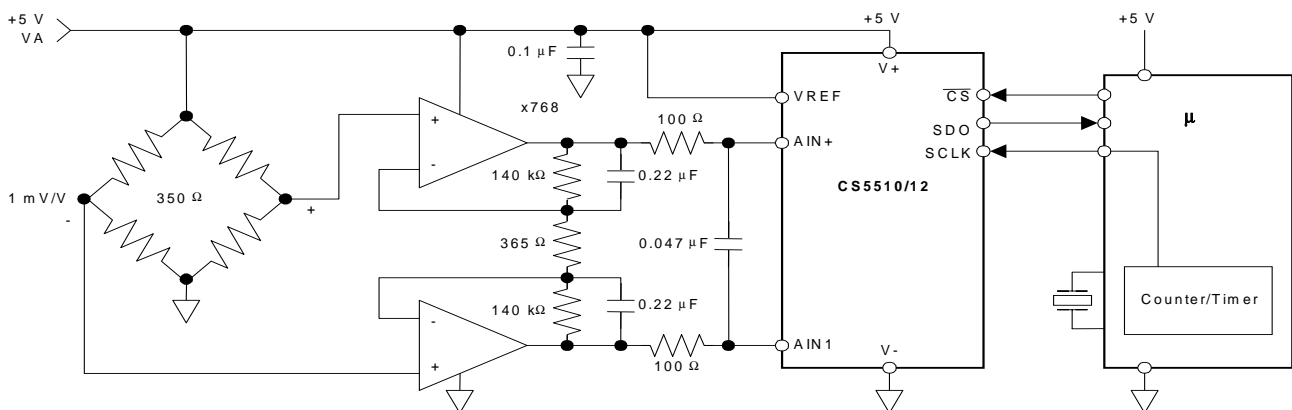 +5 V
VA
0.1 µF
+5 V
+5 V
V+
x768
VREF
CS
µ
+
-
100 Ω
AIN+
SDO
SCLK
140 kΩ
0.22 µF
CS5510/12
1 mV/V
-
350 Ω
+
365 Ω
0.047 µF
0.22 µF
140 kΩ
Counter/Timer
-
+
100 Ω
AIN1
V-